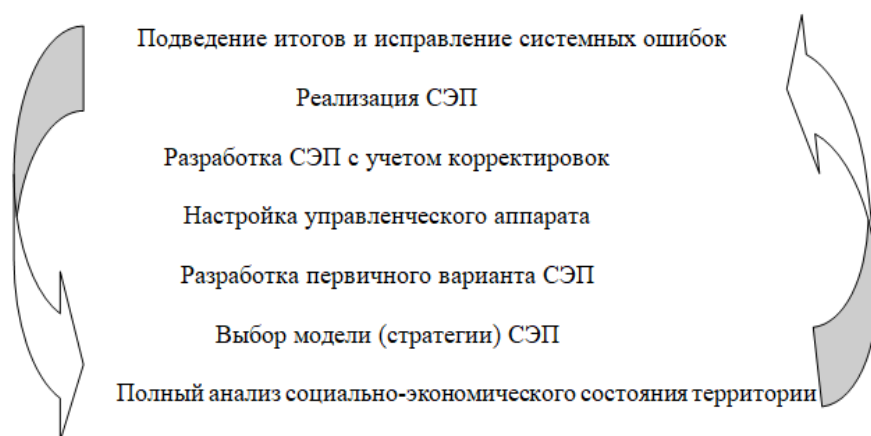 Подведение итогов и исправление системных ошибок
Реализация СЭП
Разработка СЭП с учетом корректировок
Настройка управленческого аппарата
Разработка первичного варианта СЭП
Выбор модели (стратегии) СЭП
Полный анализ социально-экономического состояния территории